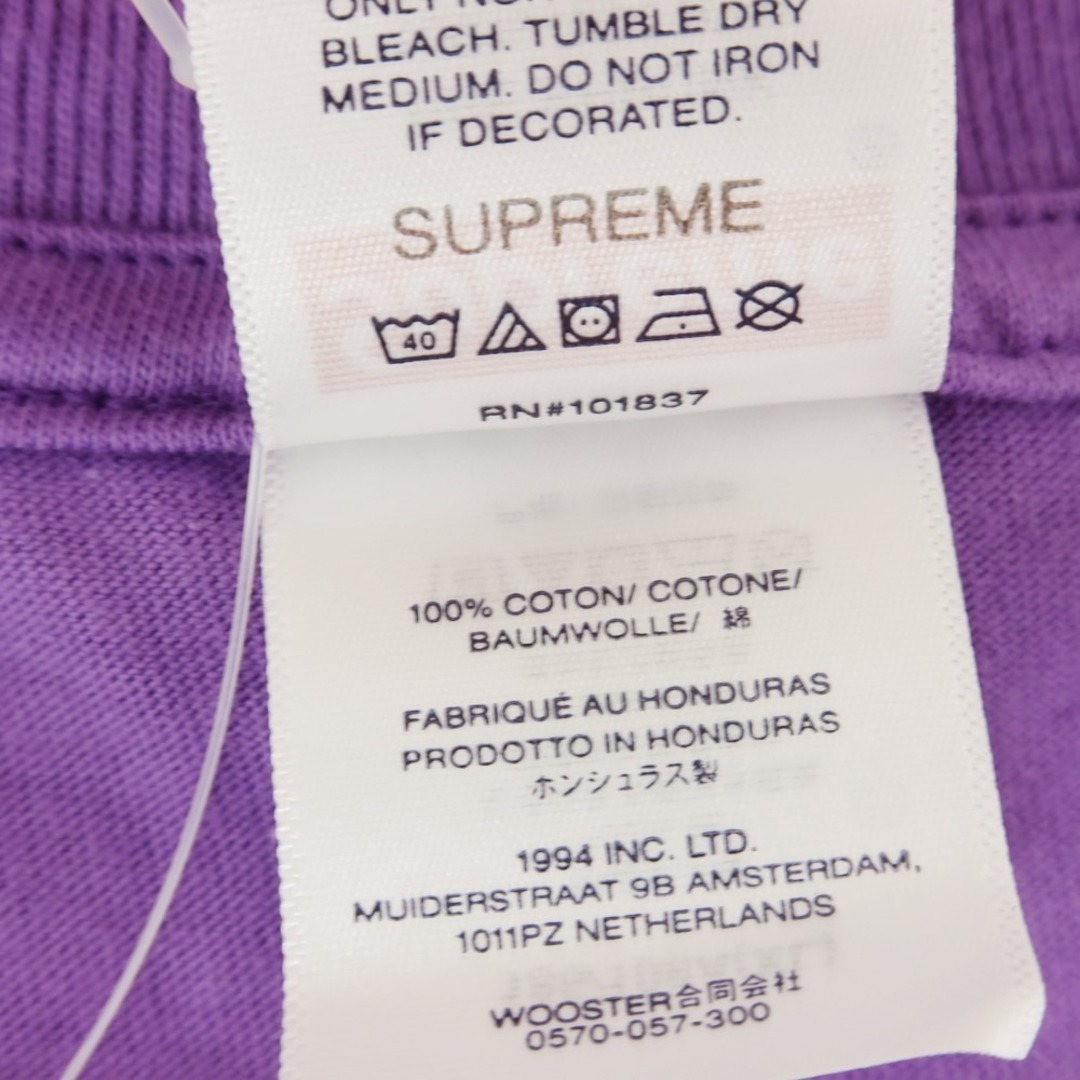 ONLY
BLEACH. TUMBLE DRY
MEDIUM. DO NOT IRON
IF DECORATED.
SUPREME
40
RN#101837
100% COTON/ COTONE/
BAUMWOLLE/ 綿
FABRIQUÉ AU HONDURAS
PRODOTTO IN HONDURAS
ホンシュラス製
1994 INC. LTD.
MUIDERSTRAAT 9B AMSTERDAM,
1011PZ NETHERLANDS
WOOSTER合同会社
0570-057-300